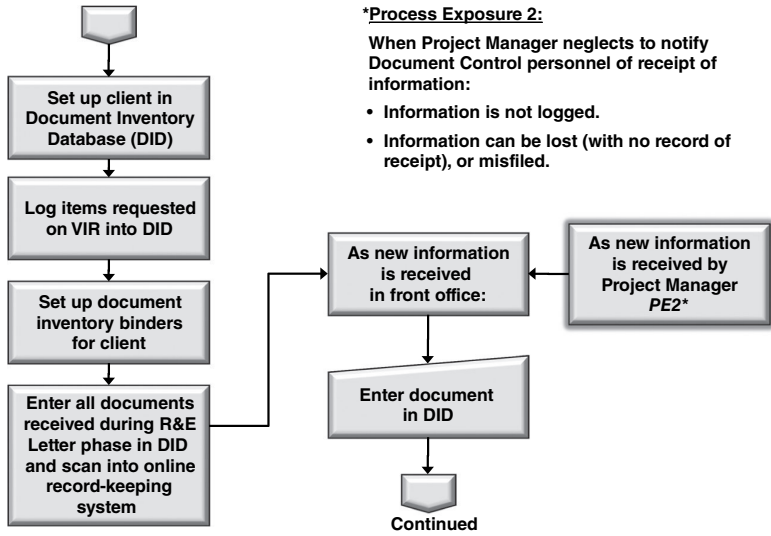 *Process Exposure 2:
When Project Manager neglects to notify
Document Control personnel of receipt of
information:
• Information is not logged.
• Information can be lost (with no record of
receipt), or misfiled.
Set up client in
Document Inventory
Database (DID)
Log items requested
on VIR into DID
Set up document
inventory binders
for client
Enter all documents
received during R&E
Letter phase in DID
and scan into online
record-keeping
system
As new information
is received
in front office:
As new information
is received by
Project Manager
PE2*
Enter document
in DID
Continued